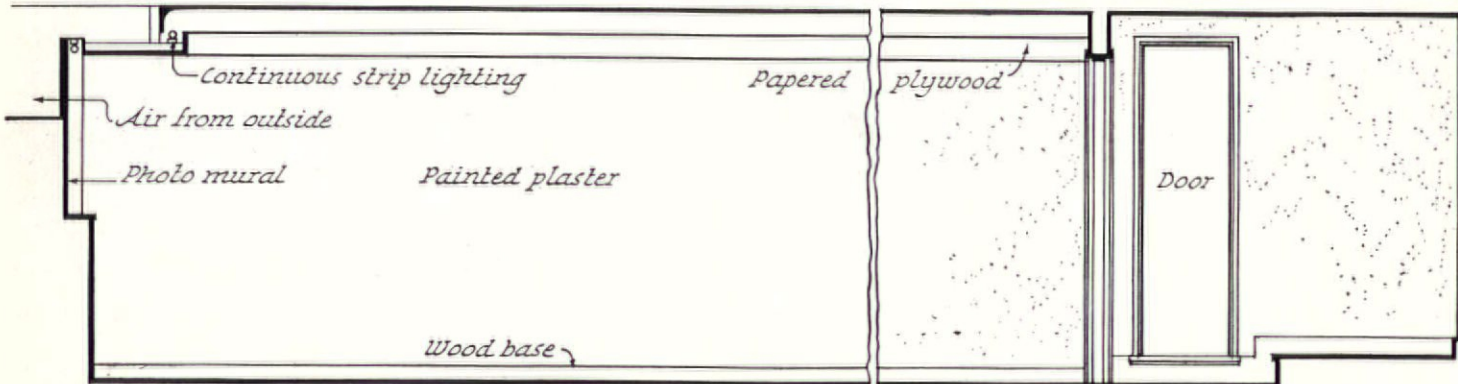 Continuous strip lighting
Papered plywood
Air from outside
Photo mural
Painted plaster
Door
Wood base